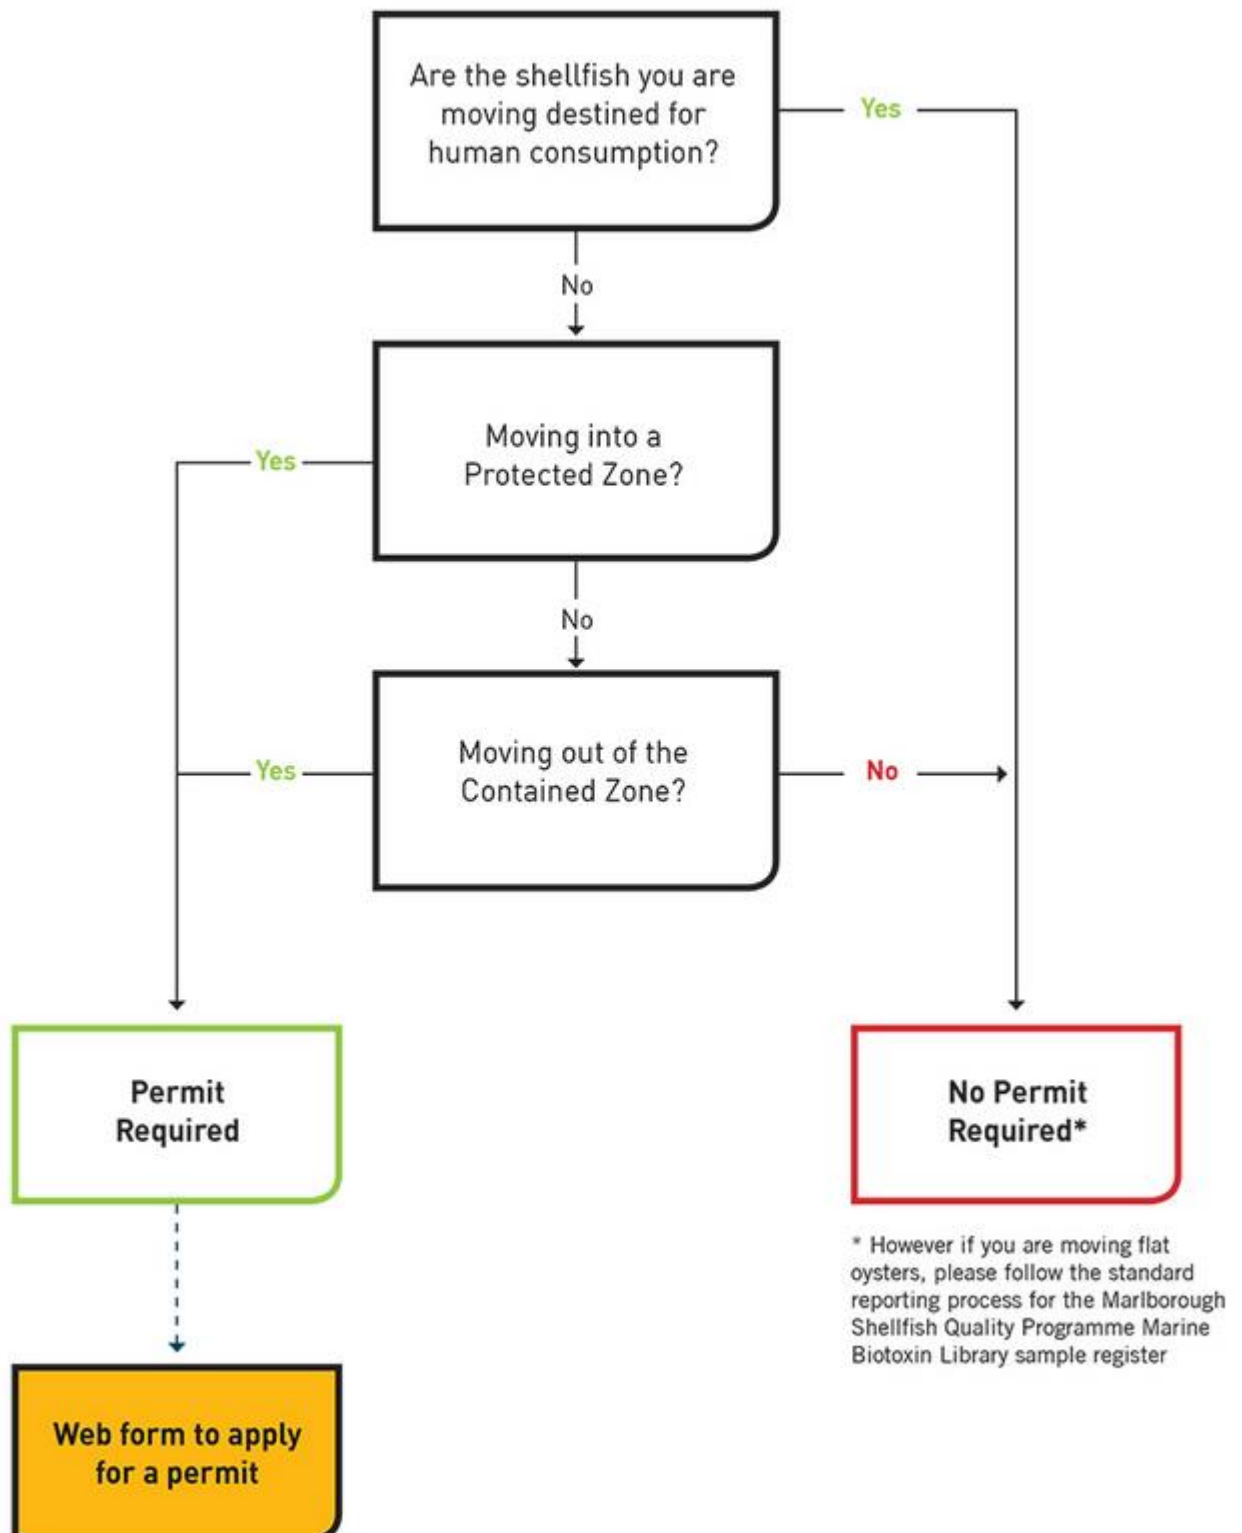 Are the shellfish you are
moving destined for
human consumption?
Yes
No
Moving into a
Protected Zone?
Yes
No
Moving out of the
Contained Zone?
Yes
No
Permit
Required
No Permit
Required*
* However if you are moving flat
oysters, please follow the standard
reporting process for the Marlborough
Shellfish Quality Programme Marine
Biotoxin Library sample register
Web form to apply
for a permit